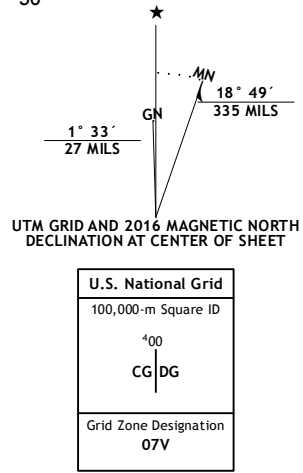 MN
18° 49´
335 MILS
GN
1° 33´
27 MILS
UTM GRID AND 2016 MAGNETIC NORTH
DECLINATION AT CENTER OF SHEET
U.S. National Grid
100,000-m Square ID
⁴00
CG DG
Grid Zone Designation
07V